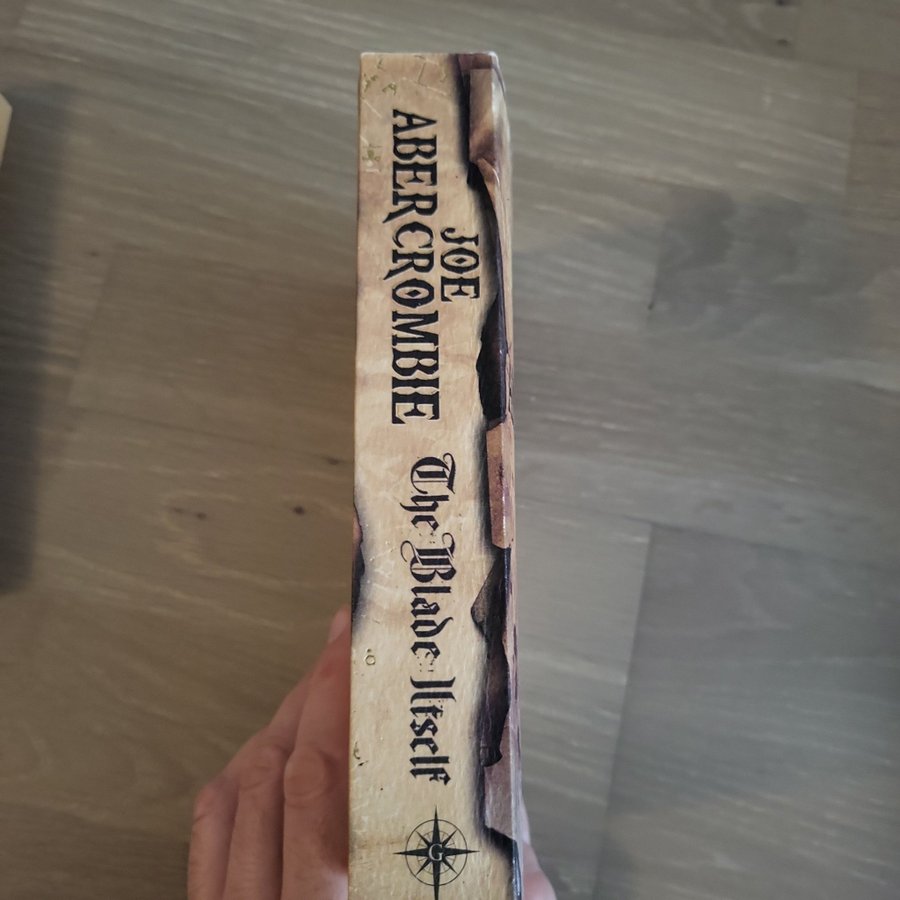 JOE
ABERCROMBIE
The Blade Itself
G